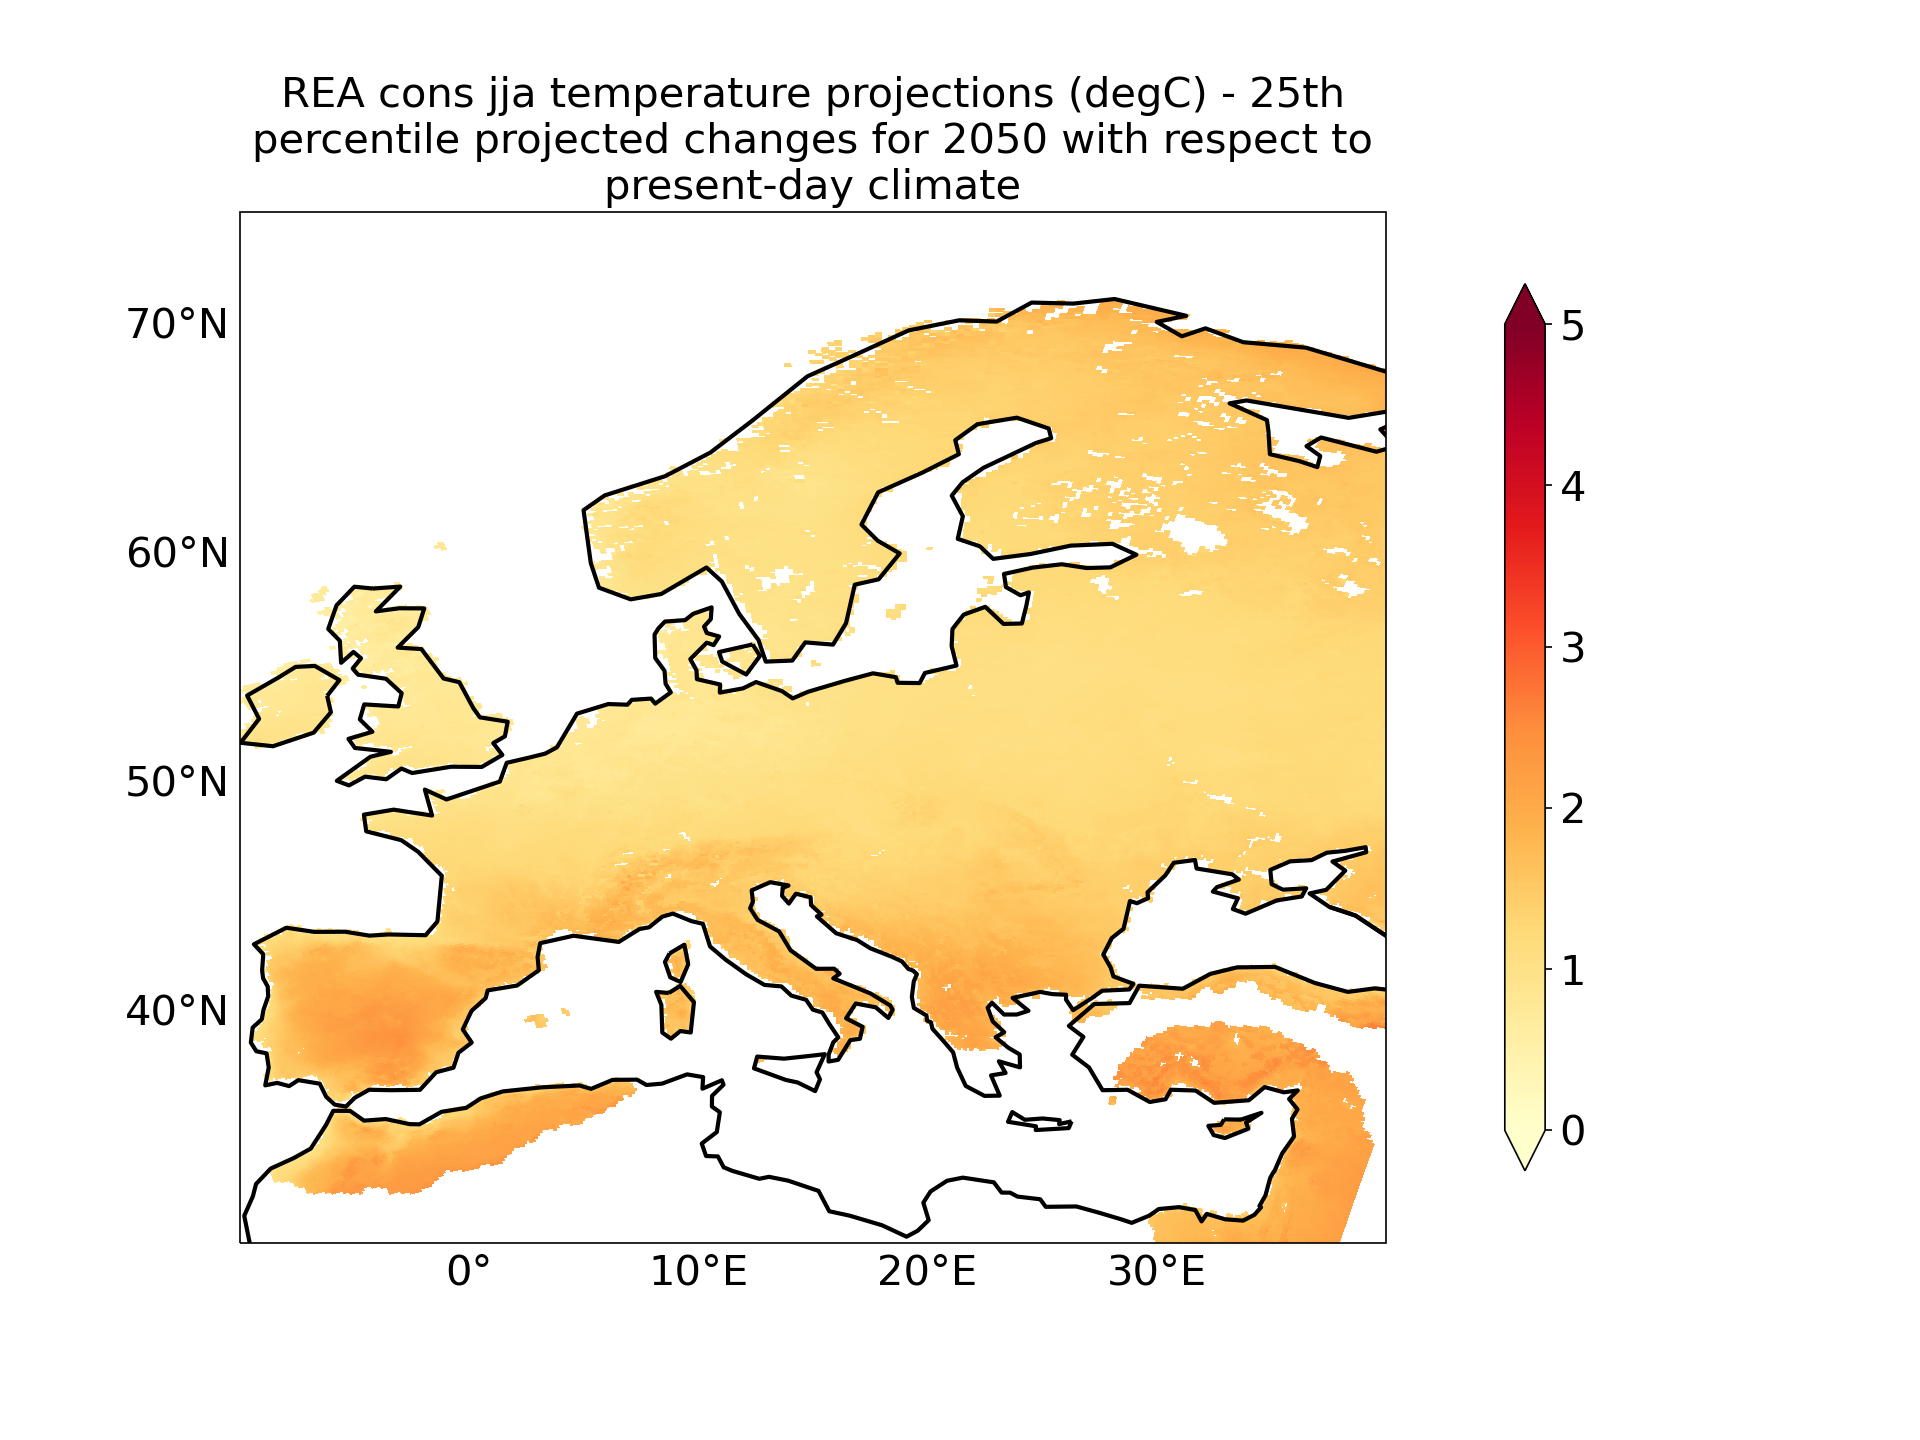 REA cons jja temperature projections (degC) - 25th
percentile projected changes for 2050 with respect to
present-day climate
70°N
60°N
50°N
40°N
0°
10°E
20°E
30°E
5
4
3
2
1
0